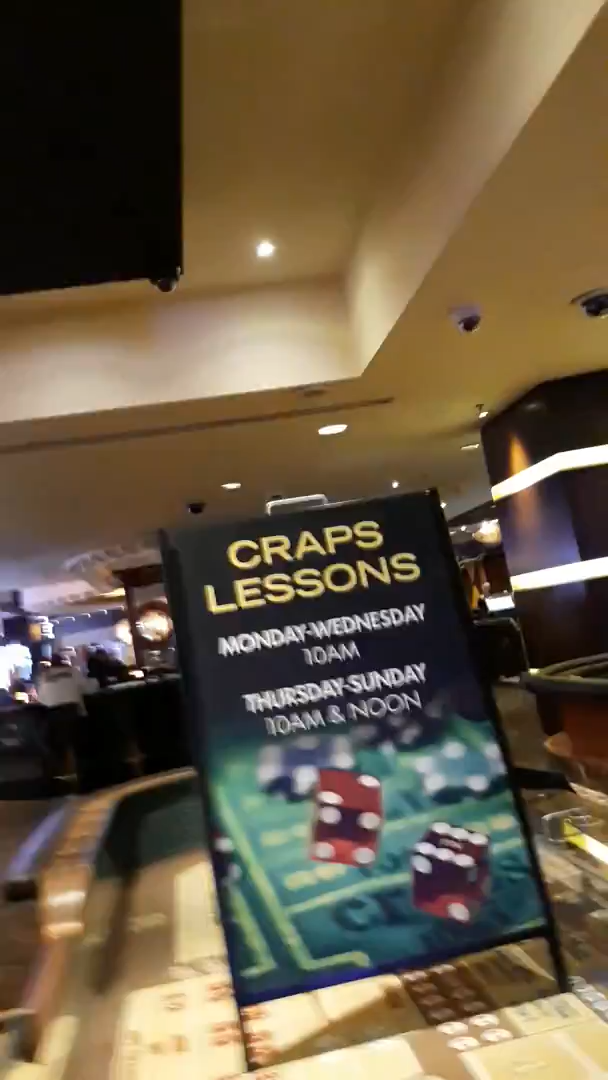 CRAPS
LESSONS
MONDAY-WEDNESDAY
10AM
THURSDAY-SUNDAY
10AM & NOON